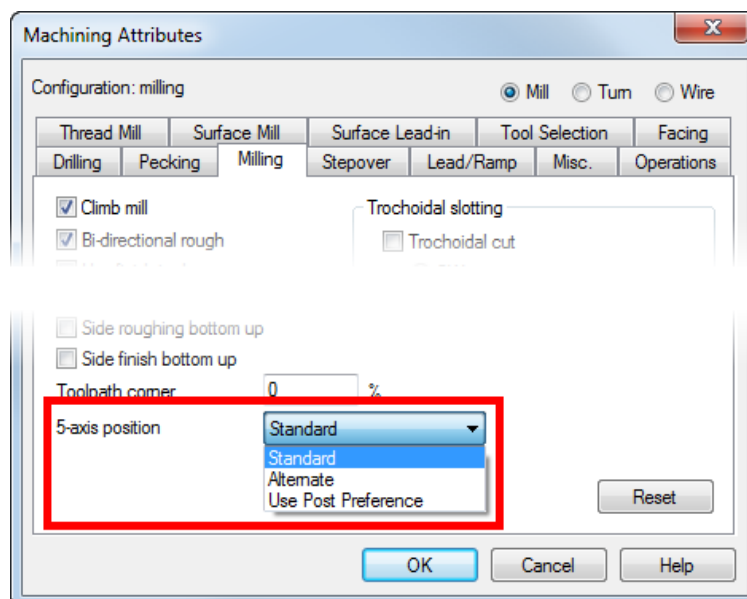 Machining Attributes
Configuration: milling
Mill Turn Wire
Thread Mill Surface Mill Surface Lead-in Tool Selection Facing
Drilling Pecking Milling Stepover Lead/Ramp Misc. Operations
Climb mill Trochoidal slotting
Bi-directional rough Trochoidal cut
Side roughing bottom up
Side finish bottom up
Toolpath corner 0 %
5-axis position Standard
Standard
Alternate
Use Post Preference
Reset
OK Cancel Help